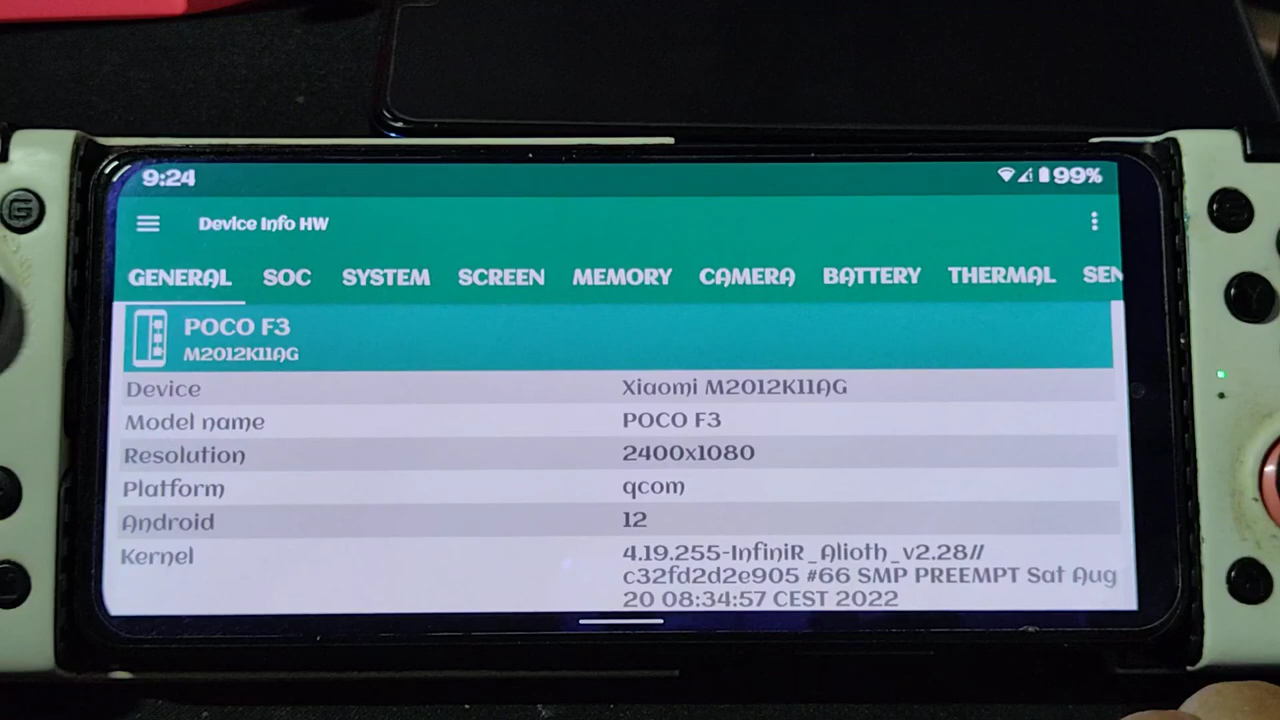 9:24 99%
Device Info HW
GENERAL SOC SYSTEM SCREEN MEMORY CAMERA BATTERY THERMAL SEN
POCO F3
M2012K11AG
Device Xiaomi M2012K11AG
Model name POCO F3
Resolution 2400x1080
Platform qcom
Android 12
Kernel 4.19.255-InfiniR_Alioth_v2.28//
c32fd2d2e905 #66 SMP PREEMPT Sat Aug
20 08:34:57 CEST 2022
G
Y